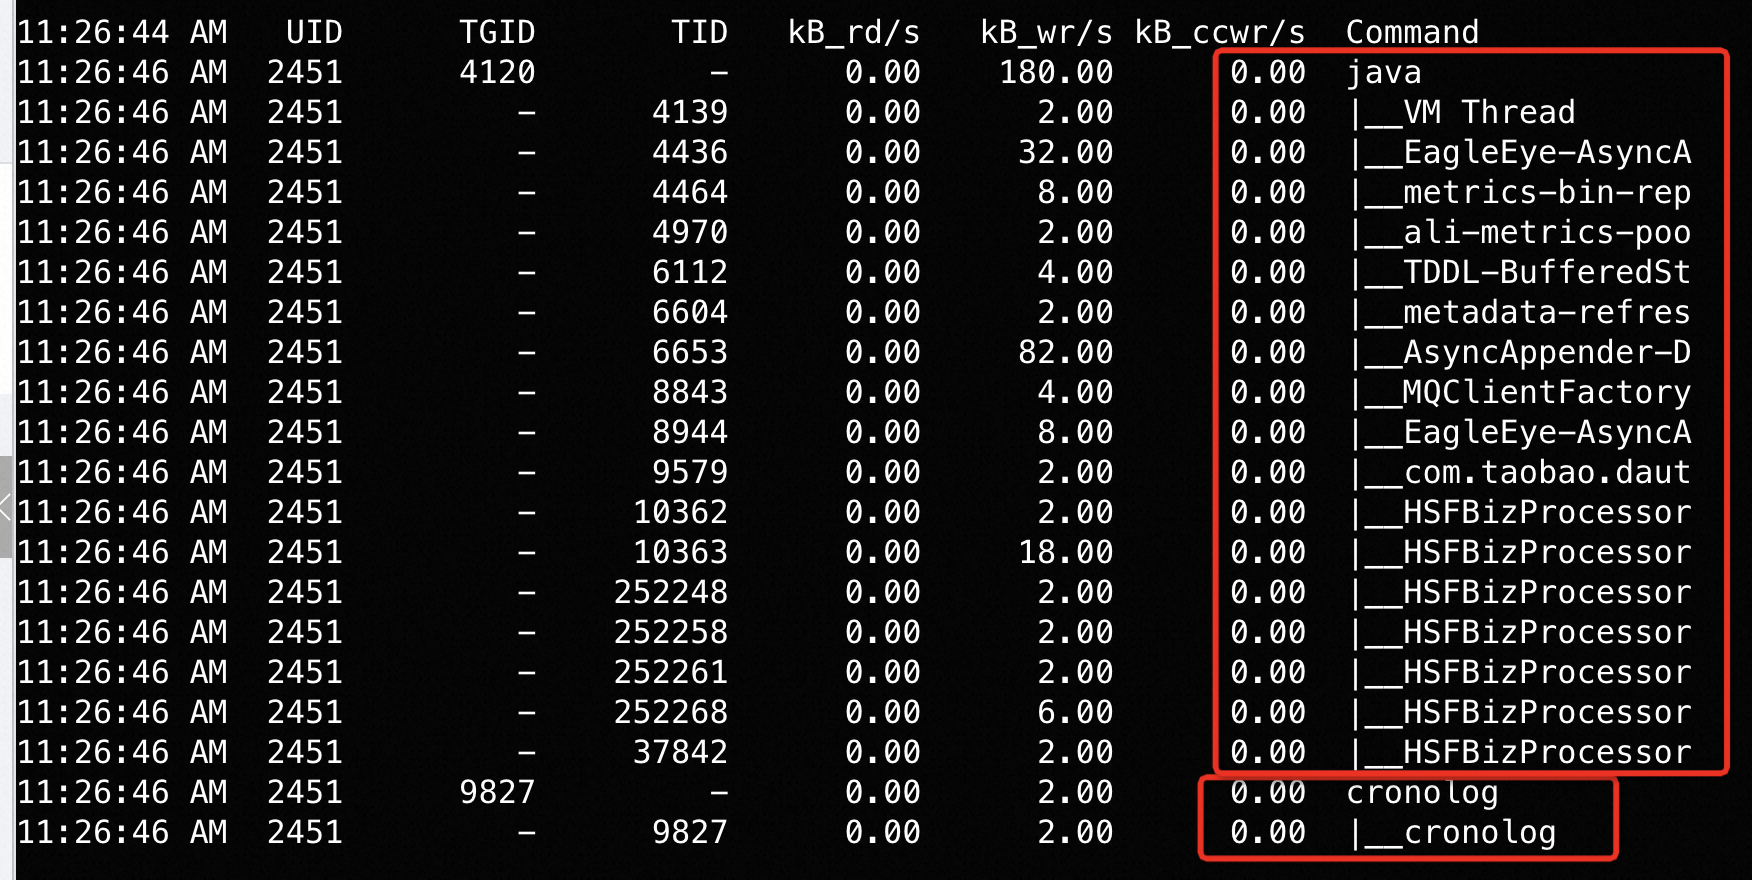 11:26:44 AM UID TGID TID kB_rd/s kB_wr/s kB_ccwr/s Command
11:26:46 AM 2451 4120 - 0.00 180.00 0.00 java
11:26:46 AM 2451 - 4139 0.00 2.00 0.00 |__VM Thread
11:26:46 AM 2451 - 4436 0.00 32.00 0.00 |__EagleEye-AsyncA
11:26:46 AM 2451 - 4464 0.00 8.00 0.00 |__metrics-bin-rep
11:26:46 AM 2451 - 4970 0.00 2.00 0.00 |__ali-metrics-poo
11:26:46 AM 2451 - 6112 0.00 4.00 0.00 |__TDDL-BufferedSt
11:26:46 AM 2451 - 6604 0.00 2.00 0.00 |__metadata-refres
11:26:46 AM 2451 - 6653 0.00 82.00 0.00 |__AsyncAppender-D
11:26:46 AM 2451 - 8843 0.00 4.00 0.00 |__MQClientFactory
11:26:46 AM 2451 - 8944 0.00 8.00 0.00 |__EagleEye-AsyncA
11:26:46 AM 2451 - 9579 0.00 2.00 0.00 |__com.taobao.daut
11:26:46 AM 2451 - 10362 0.00 2.00 0.00 |__HSFBizProcessor
11:26:46 AM 2451 - 10363 0.00 18.00 0.00 |__HSFBizProcessor
11:26:46 AM 2451 - 252248 0.00 2.00 0.00 |__HSFBizProcessor
11:26:46 AM 2451 - 252258 0.00 2.00 0.00 |__HSFBizProcessor
11:26:46 AM 2451 - 252261 0.00 2.00 0.00 |__HSFBizProcessor
11:26:46 AM 2451 - 252268 0.00 6.00 0.00 |__HSFBizProcessor
11:26:46 AM 2451 - 37842 0.00 2.00 0.00 |__HSFBizProcessor
11:26:46 AM 2451 9827 - 0.00 2.00 0.00 cronolog
11:26:46 AM 2451 - 9827 0.00 2.00 0.00 |__cronolog